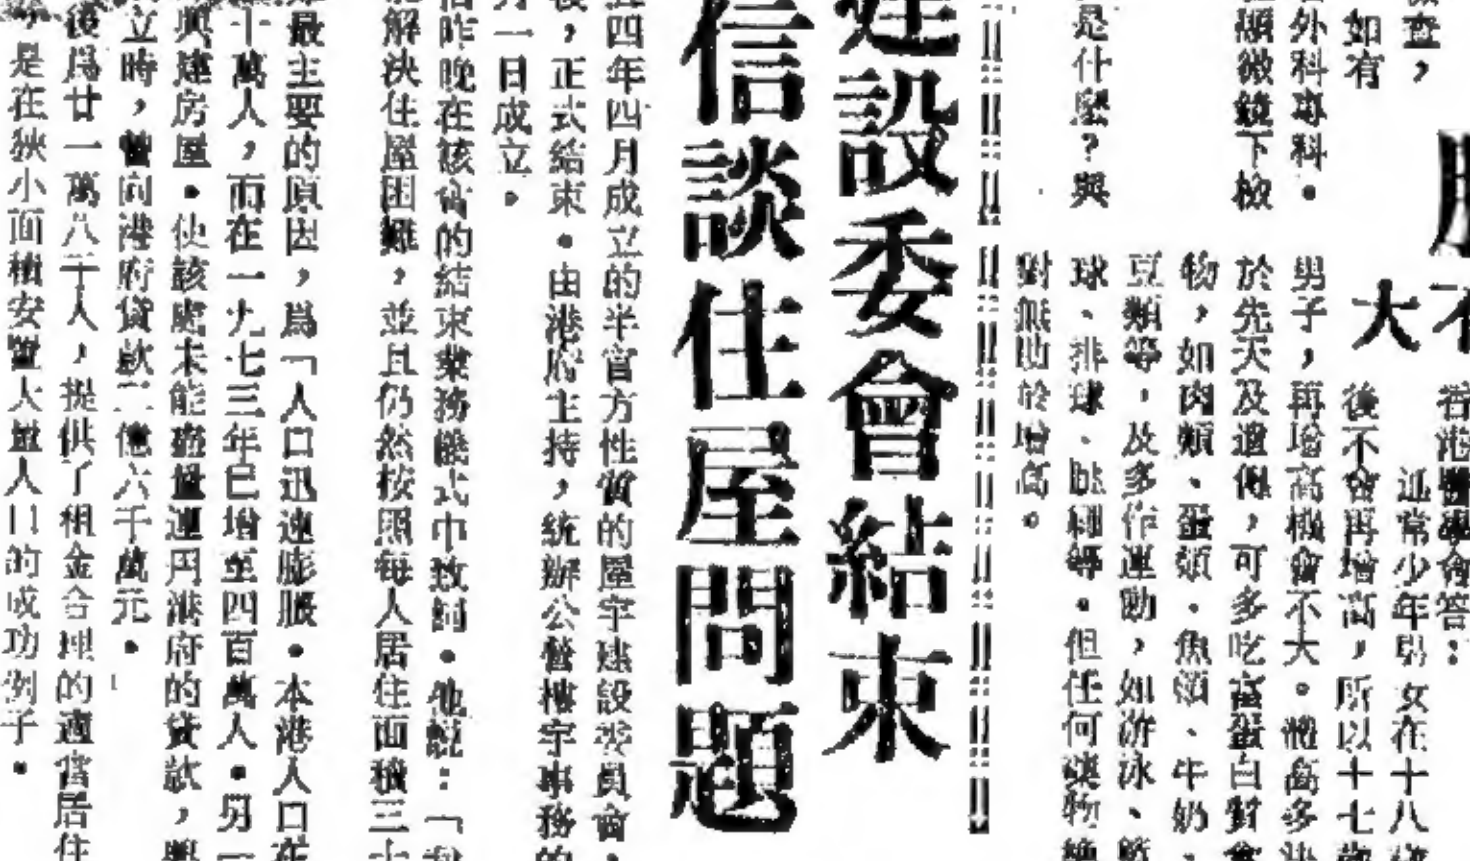 檢查，
如有
外科專科。
顯微鏡下檢
是什麼？與
大
香港醫藥會答：
通常少年男女在十八歲
後不會再增高，所以十七歲
男子，再增高機會不大。體高多決
於先天及遺傳，可多吃富蛋白質食
物，如肉類、蛋類。魚類、牛奶、
豆類等，及多作運動，如游泳、籃
球、排球、跳繩等。但任何藥物絕
對無助於增高。
建設委會結束
信談住屋問題
五四年四月成立的半官方性質的屋宇建設委員會，
後，正式結束。由港府主持，統辦公營樓宇事務的
月一日成立。
信昨晚在該會的結束業務儀式中致詞。他說：「
解決住屋困難，並且仍然按照每人居住面積三十
最主要的原因，爲「人口迅速膨脹。本港人口在
十萬人，而在一九七三年已增至四百萬人。另一
興建房屋。使該處未能盡量運用港府的貸款，
立時，曾向港府貸款二億六千萬元。
後爲廿一萬八千人，提供了租金合理的適當居住
，是在狹小面積安置大量人口的成功例子。